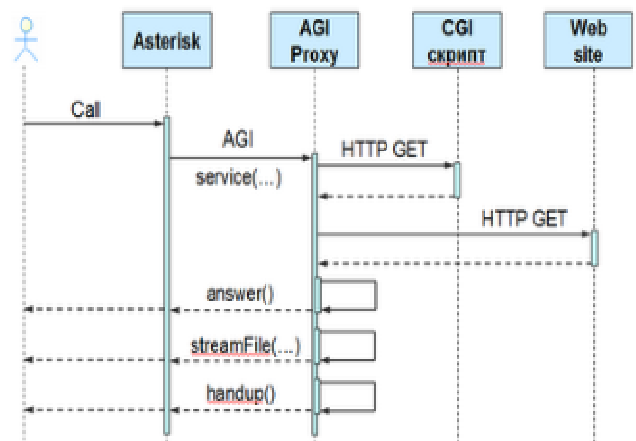 Asterisk
AGI
Proxy
CGI
скрипт
Web
site
Call
AGI
service(...)
HTTP GET
HTTP GET
answer()
streamFile(...)
handup()